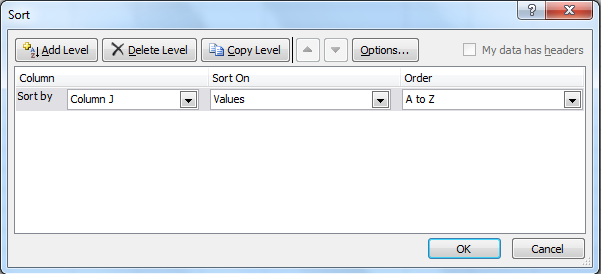 Sort
Add Level Delete Level Copy Level Options... My data has headers
Column Sort On Order
Sort by Column J Values A to Z
OK Cancel